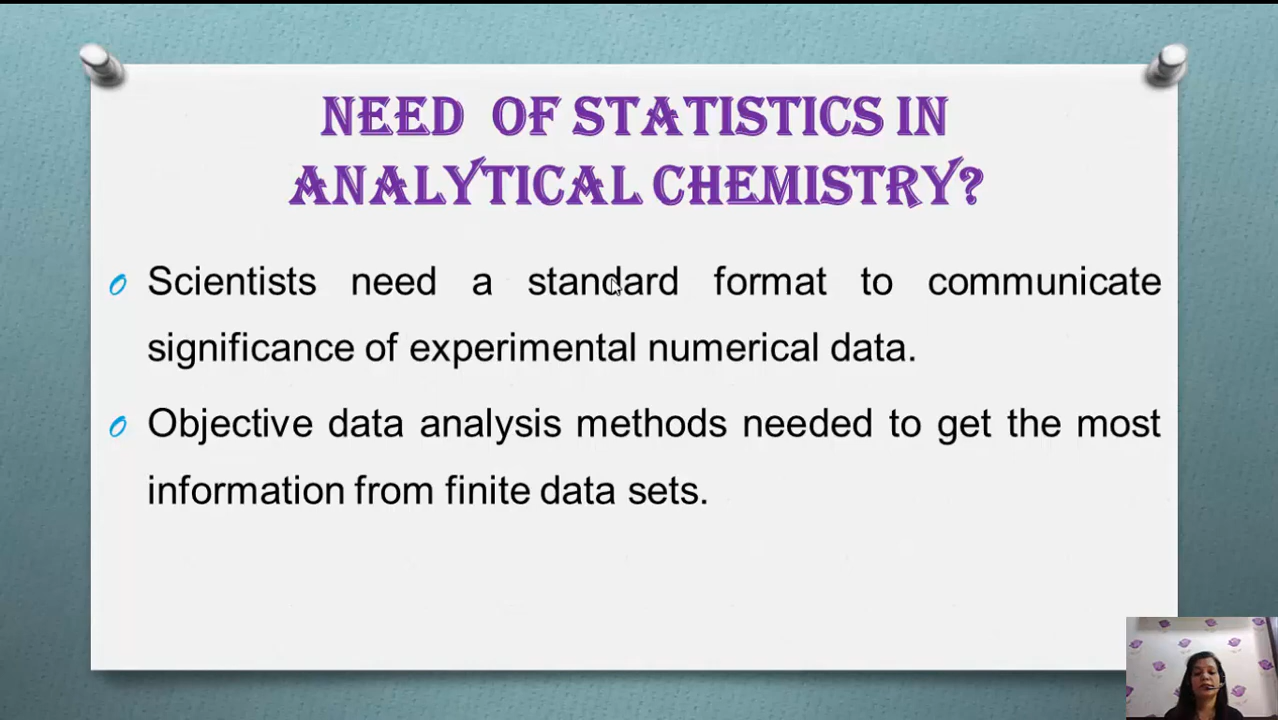 NEED OF STATISTICS IN
ANALYTICAL CHEMISTRY?
Scientists need a standard format to communicate
significance of experimental numerical data.
Objective data analysis methods needed to get the most
information from finite data sets.